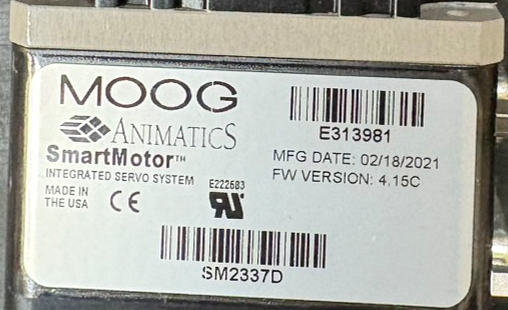 MOOG
ANIMATICS
SmartMotor™
INTEGRATED SERVO SYSTEM
MADE IN
THE USA
CE
E222683
E313981
MFG DATE: 02/18/2021
FW VERSION: 4.15C
SM2337D